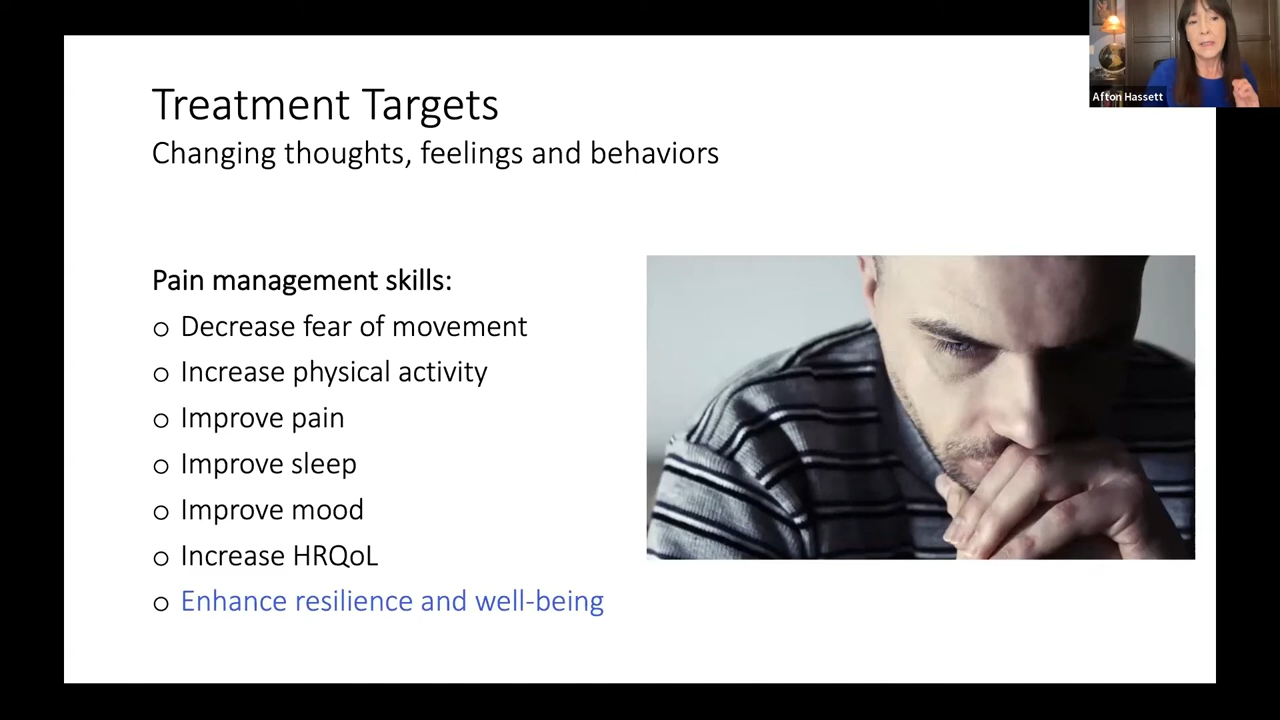 Treatment Targets
Changing thoughts, feelings and behaviors
Pain management skills:
o Decrease fear of movement
o Increase physical activity
o Improve pain
o Improve sleep
o Improve mood
o Increase HRQoL
o Enhance resilience and well-being
Afton Hassett